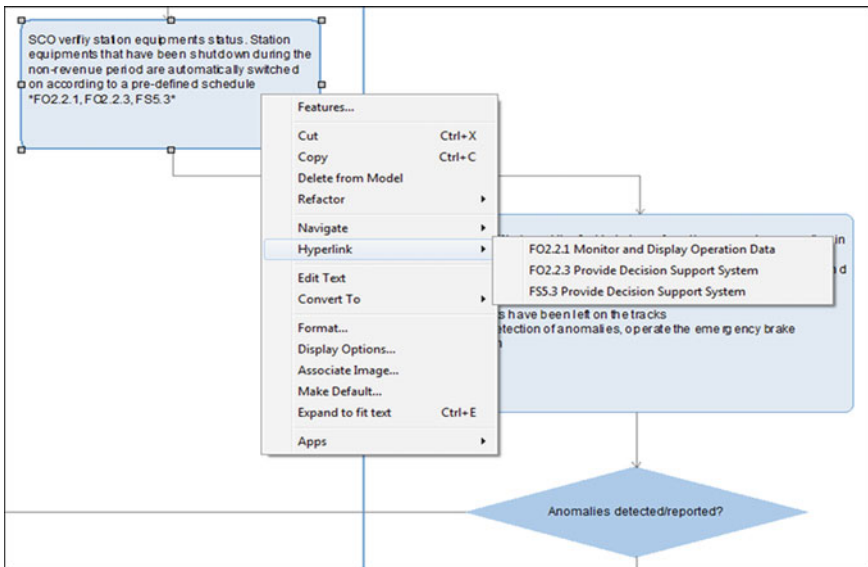 SCO verfiy station equipments status. Station
equipments that have been shutdown during the
non-revenue period are automatically switched
on according to a pre-defined schedule
*FO2.2.1, FO2.2.3, FS5.3*
Features...
Cut Ctrl+X
Copy Ctrl+C
Delete from Model
Refactor
Navigate
Hyperlink
Edit Text
Convert To
Format...
Display Options...
Associate Image...
Make Default...
Expand to fit text Ctrl+E
Apps
in
FO2.2.1 Monitor and Display Operation Data
FO2.2.3 Provide Decision Support System
FS5.3 Provide Decision Support System
d
s have been left on the tracks
etection of anomalies, operate the emergency brake
Anomalies detected/reported?